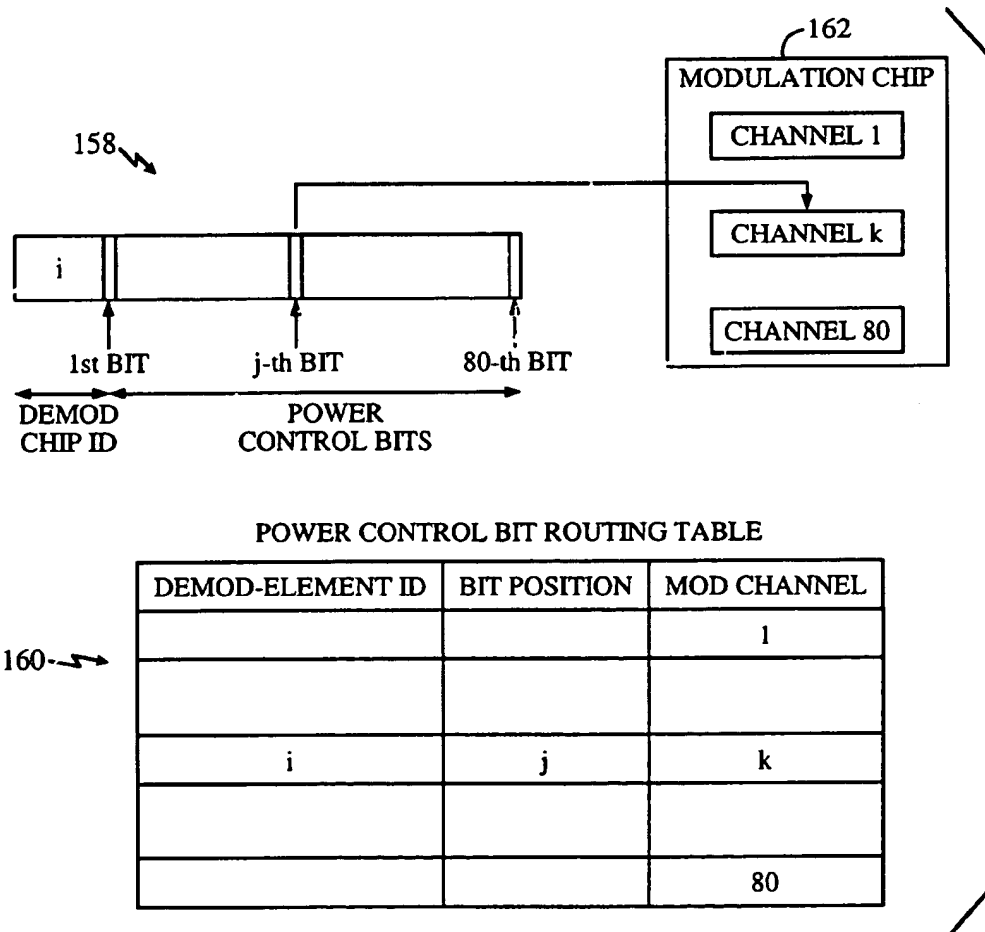 162
MODULATION CHIP
CHANNEL 1
CHANNEL k
CHANNEL 80
158
i
1st BIT
j-th BIT
80-th BIT
DEMOD
CHIP ID
POWER
CONTROL BITS
POWER CONTROL BIT ROUTING TABLE
DEMOD-ELEMENT ID BIT POSITION MOD CHANNEL
1
160
i j k
80